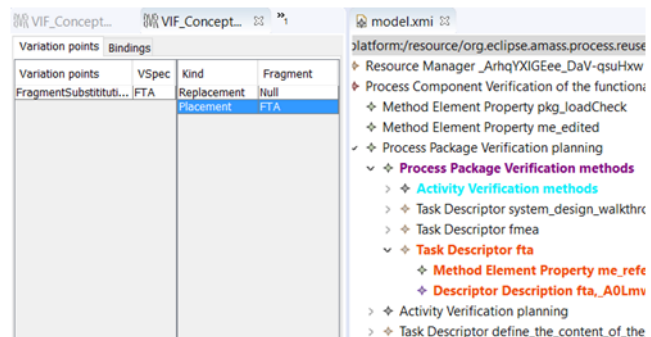 VIF_Concept...
VIF_Concept...
"1
model.xmi
Variation points
Bindings
Variation points
VSpec
Kind
Fragment
FragmentSubstitituti...
FTA
Replacement
Null
Placement
FTA
platform:/resource/org.eclipse.amass.process.reuse
Resource Manager _ArhqYXIGEee_DaV-qsuHxw
Process Component Verification of the functiona
Method Element Property pkg_loadCheck
Method Element Property me_edited
Process Package Verification planning
Process Package Verification methods
Activity Verification methods
Task Descriptor system_design_walkthro
Task Descriptor fmea
Task Descriptor fta
Method Element Property me_refe
Descriptor Description fta,_A0Lmv
Activity Verification planning
Task Descriptor define_the_content_of_the